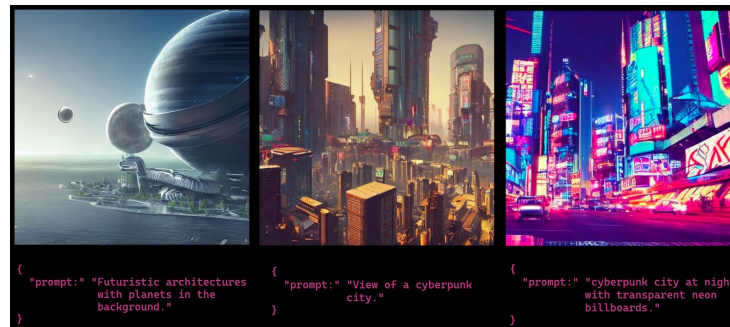 {
"prompt:" "Futuristic architectures
with planets in the
background."
}
{
"prompt:" "View of a cyberpunk
city."
}
{
"prompt:" "cyberpunk city at nigh
with transparent neon
billboards."
}